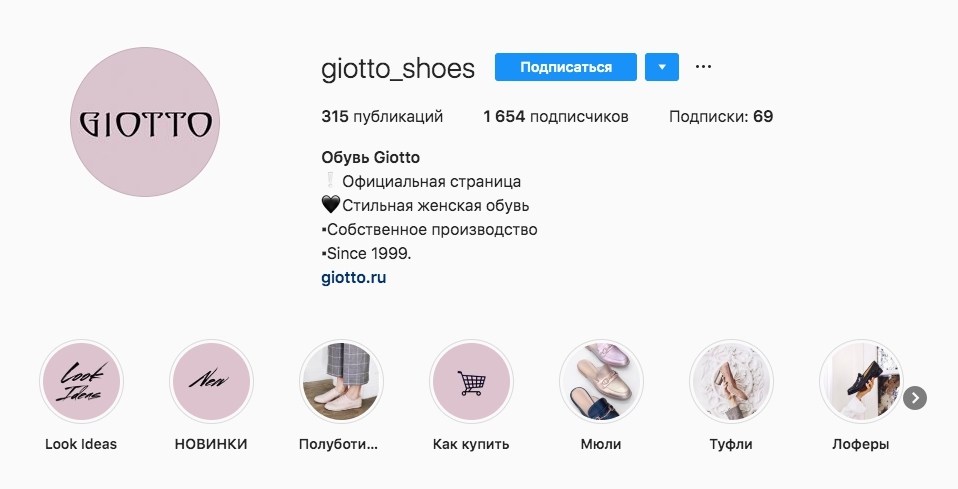 GIOTTO
giotto_shoes Подписаться
315 публикаций 1 654 подписчиков Подписки: 69
Обувь Giotto
❕ Официальная страница
🖤Стильная женская обувь
▪Собственное производство
▪Since 1999.
giotto.ru
Look Ideas
New
Look Ideas НОВИНКИ Полуботи... Как купить Мюли Туфли Лоферы